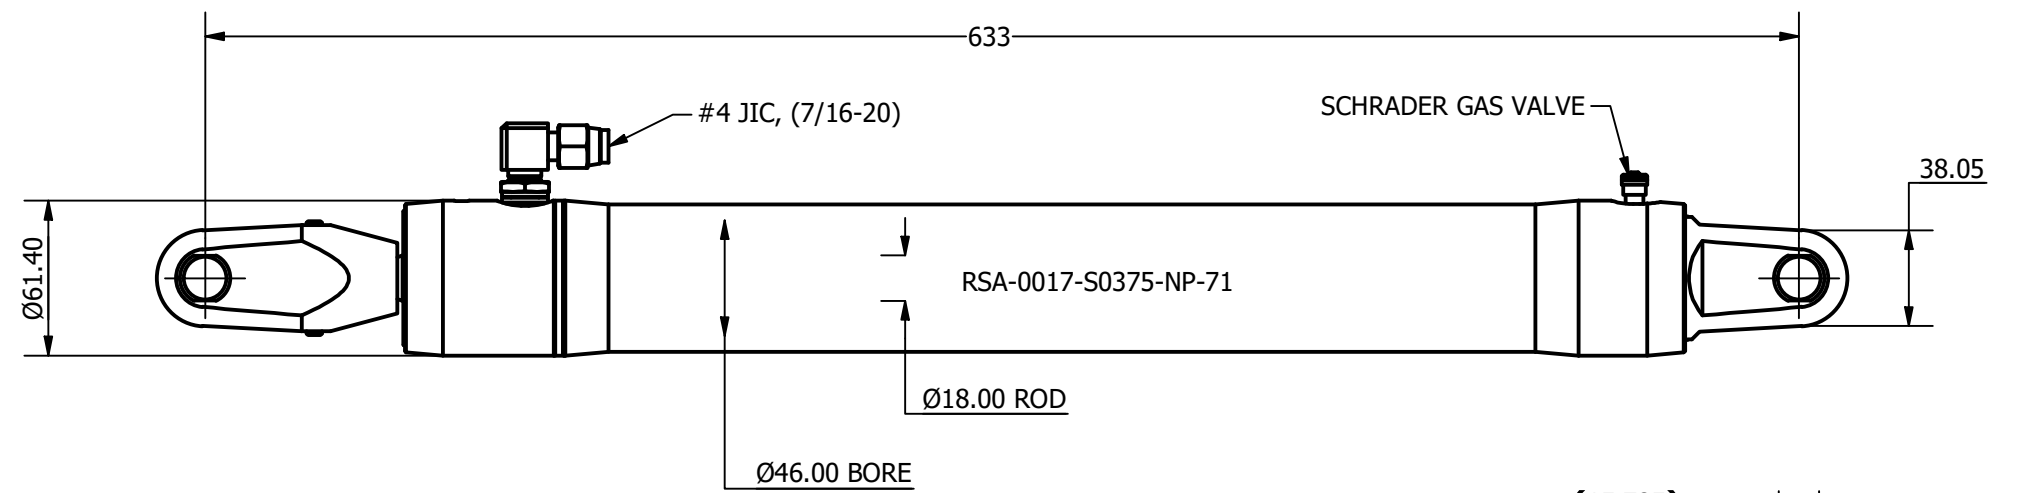 633
#4 JIC, (7/16-20)
SCHRADER GAS VALVE
38.05
Ø61.40
RSA-0017-S0375-NP-71
Ø18.00 ROD
Ø46.00 BORE